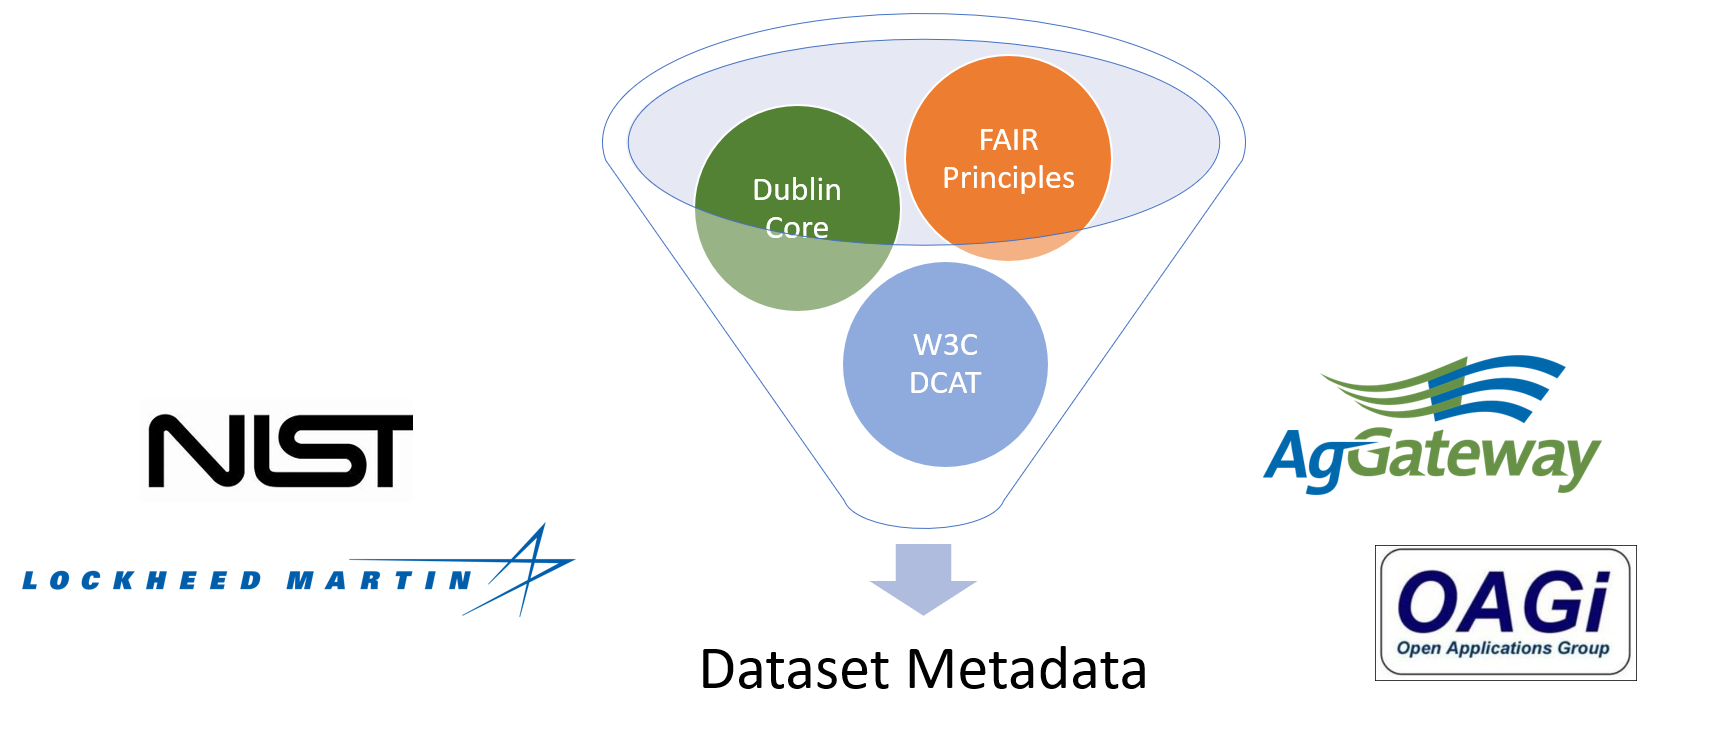 FAIR
Principles
Dublin
Core
W3C
DCAT
NIST
LOCKHEED MARTIN
AgGateway
OAGi
Open Applications Group
Dataset Metadata